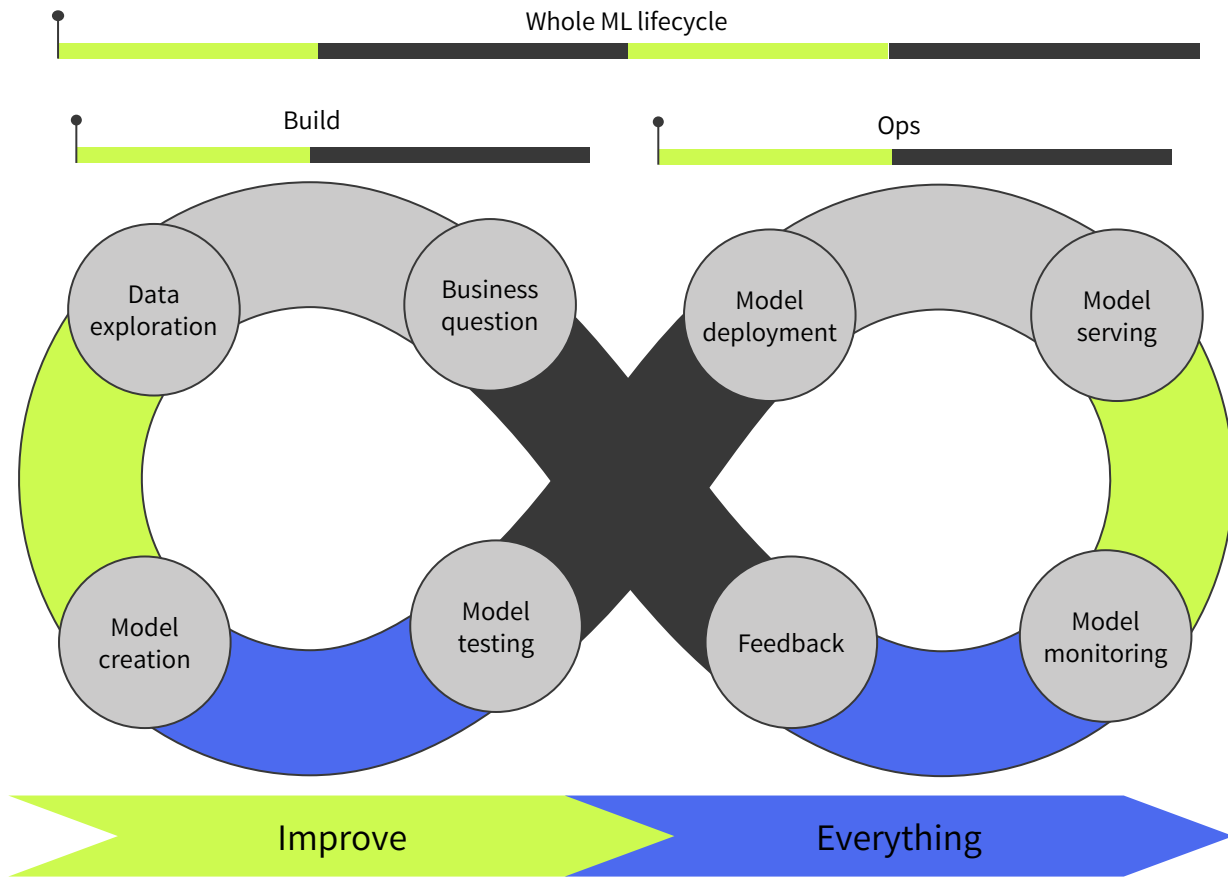 Whole ML lifecycle
Build
Ops
Data
exploration
Business
question
Model
deployment
Model
serving
Model
creation
Model
testing
Feedback
Model
monitoring
Improve
Everything